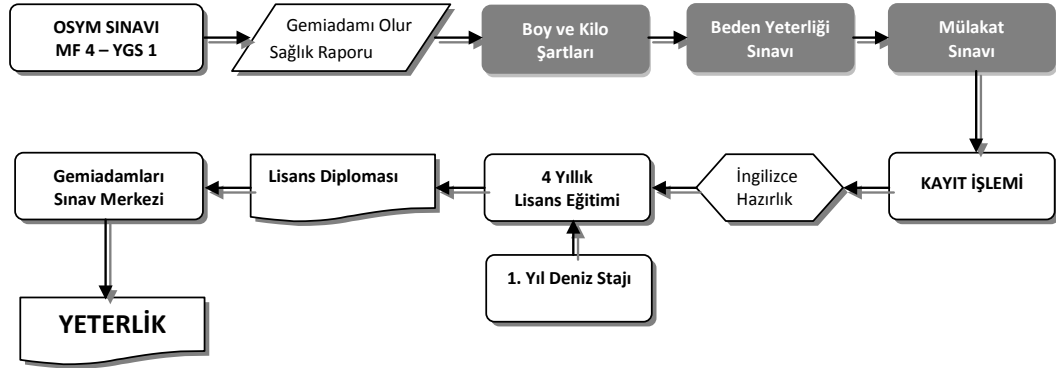 OSYM SINAVI
MF 4 – YGS 1
Gemiadamı Olur
Sağlık Raporu
Boy ve Kilo
Şartları
Beden Yeterliği
Sınavı
Mülakat
Sınavı
KAYIT İŞLEMİ
İngilizce
Hazırlık
4 Yıllık
Lisans Eğitimi
1. Yıl Deniz Stajı
Lisans Diploması
Gemiadamları
Sınav Merkezi
YETERLİK